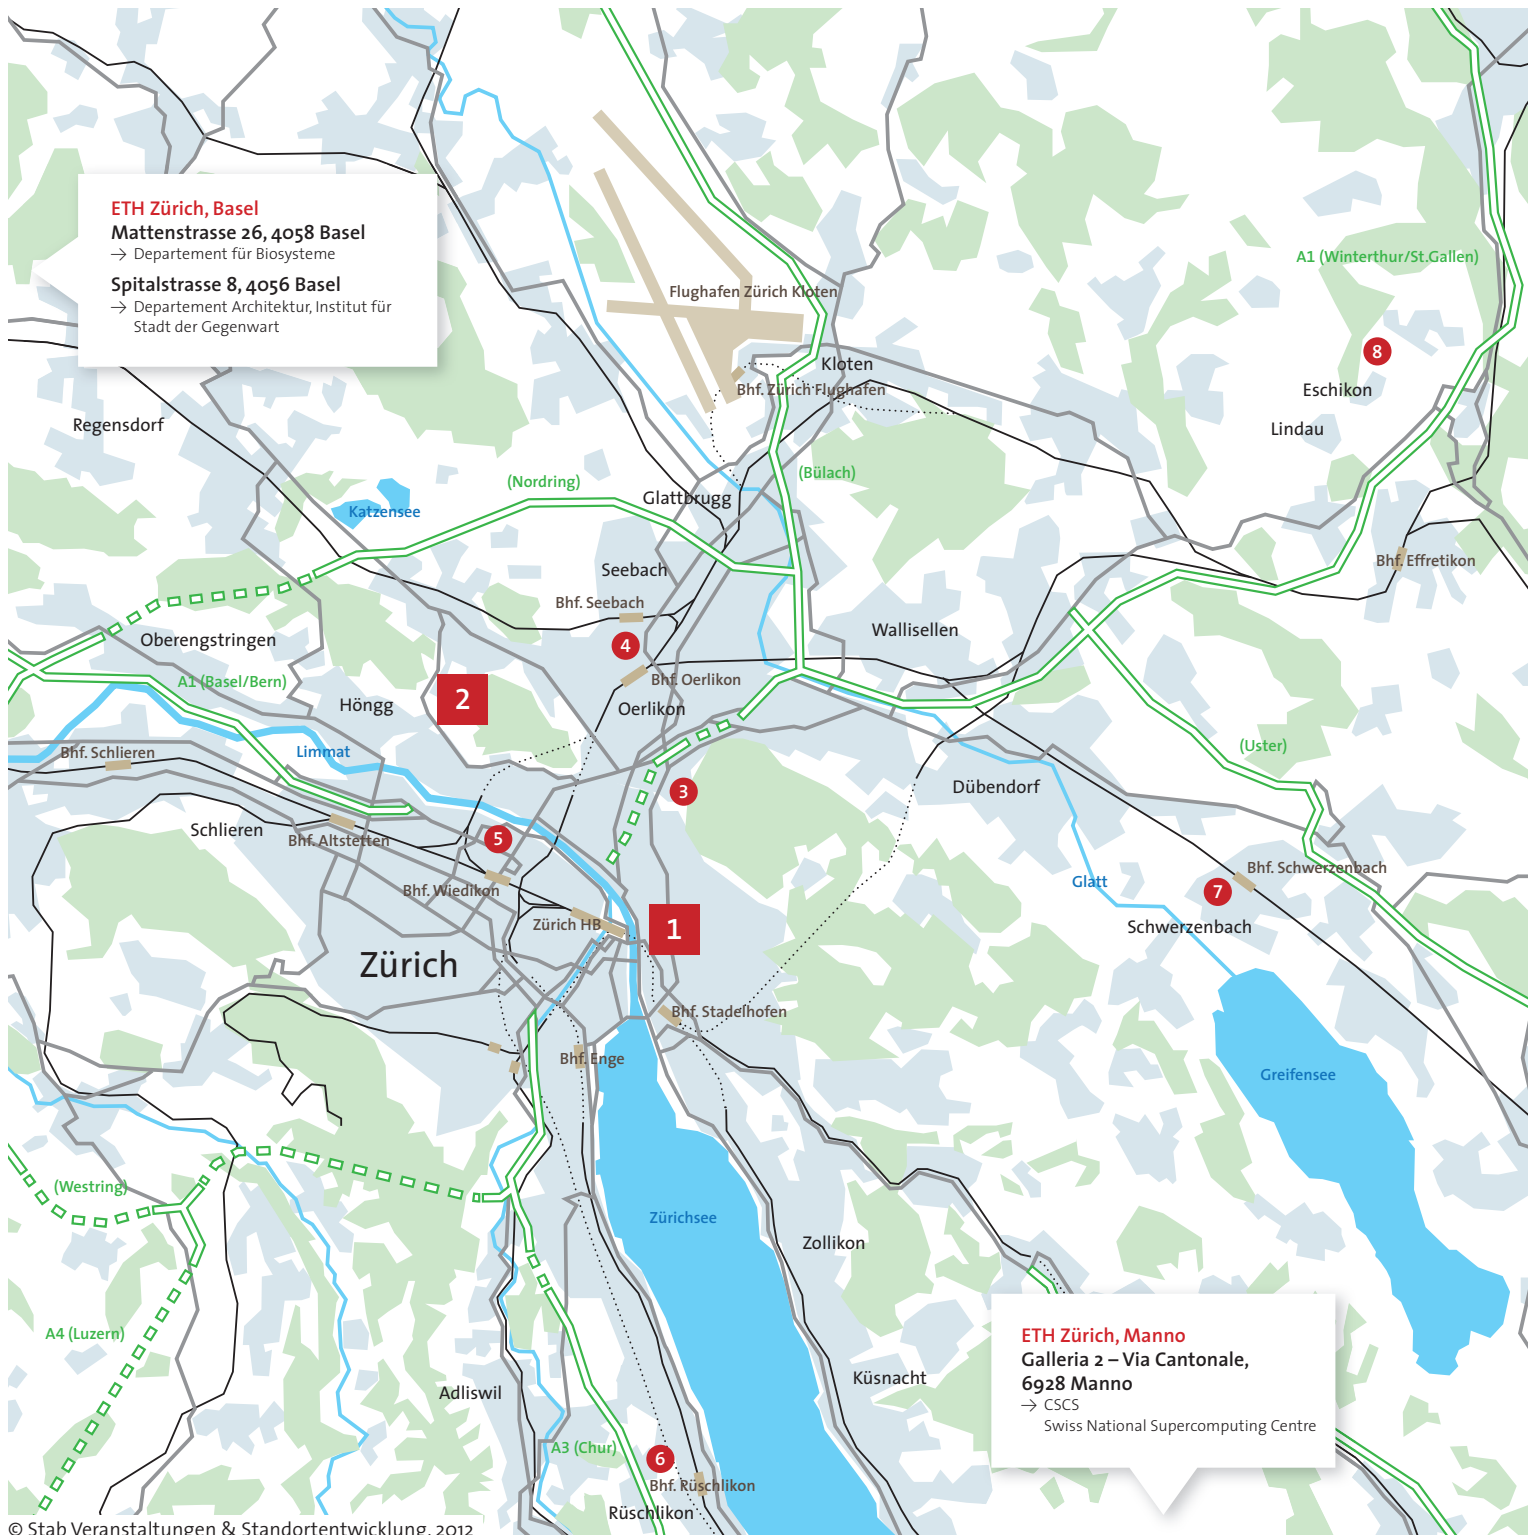 ETH Zürich, Basel
Mattenstrasse 26, 4058 Basel
→ Departement für Biosysteme
Spitalstrasse 8, 4056 Basel
→ Departement Architektur, Institut für
Stadt der Gegenwart
A1 (Winterthur/St.Gallen)
Flughafen Zürich Kloten
8
Kloten
Bhf. Zürich Flughafen
Eschikon
Regensdorf
Lindau
(Nordring)
(Bülach)
Glattbrugg
Katzensee
Bhf. Effretikon
Seebach
Bhf. Seebach
Wallisellen
Oberengstringen
4
A1 (Basel/Bern)
Bhf. Oerlikon
2
Höngg
Oerlikon
(Uster)
Limmat
Bhf. Schlieren
Dübendorf
3
Schlieren
Bhf. Altstetten
5
Bhf. Schwerzenbach
Glatt
Bhf. Wiedikon
7
Zürich HB
1
Schwerzenbach
Zürich
Bhf. Stadelhofen
Bhf. Enge
Greifensee
(Westring)
Zürichsee
Zollikon
A4 (Luzern)
ETH Zürich, Manno
Galleria 2 – Via Cantonale,
6928 Manno
→ CSCS
Swiss National Supercomputing Centre
Küsnacht
Adliswil
A3 (Chur)
6
Bhf. Rüschlikon
Rüschlikon
© Stab Veranstaltungen & Standortentwicklung, 2012